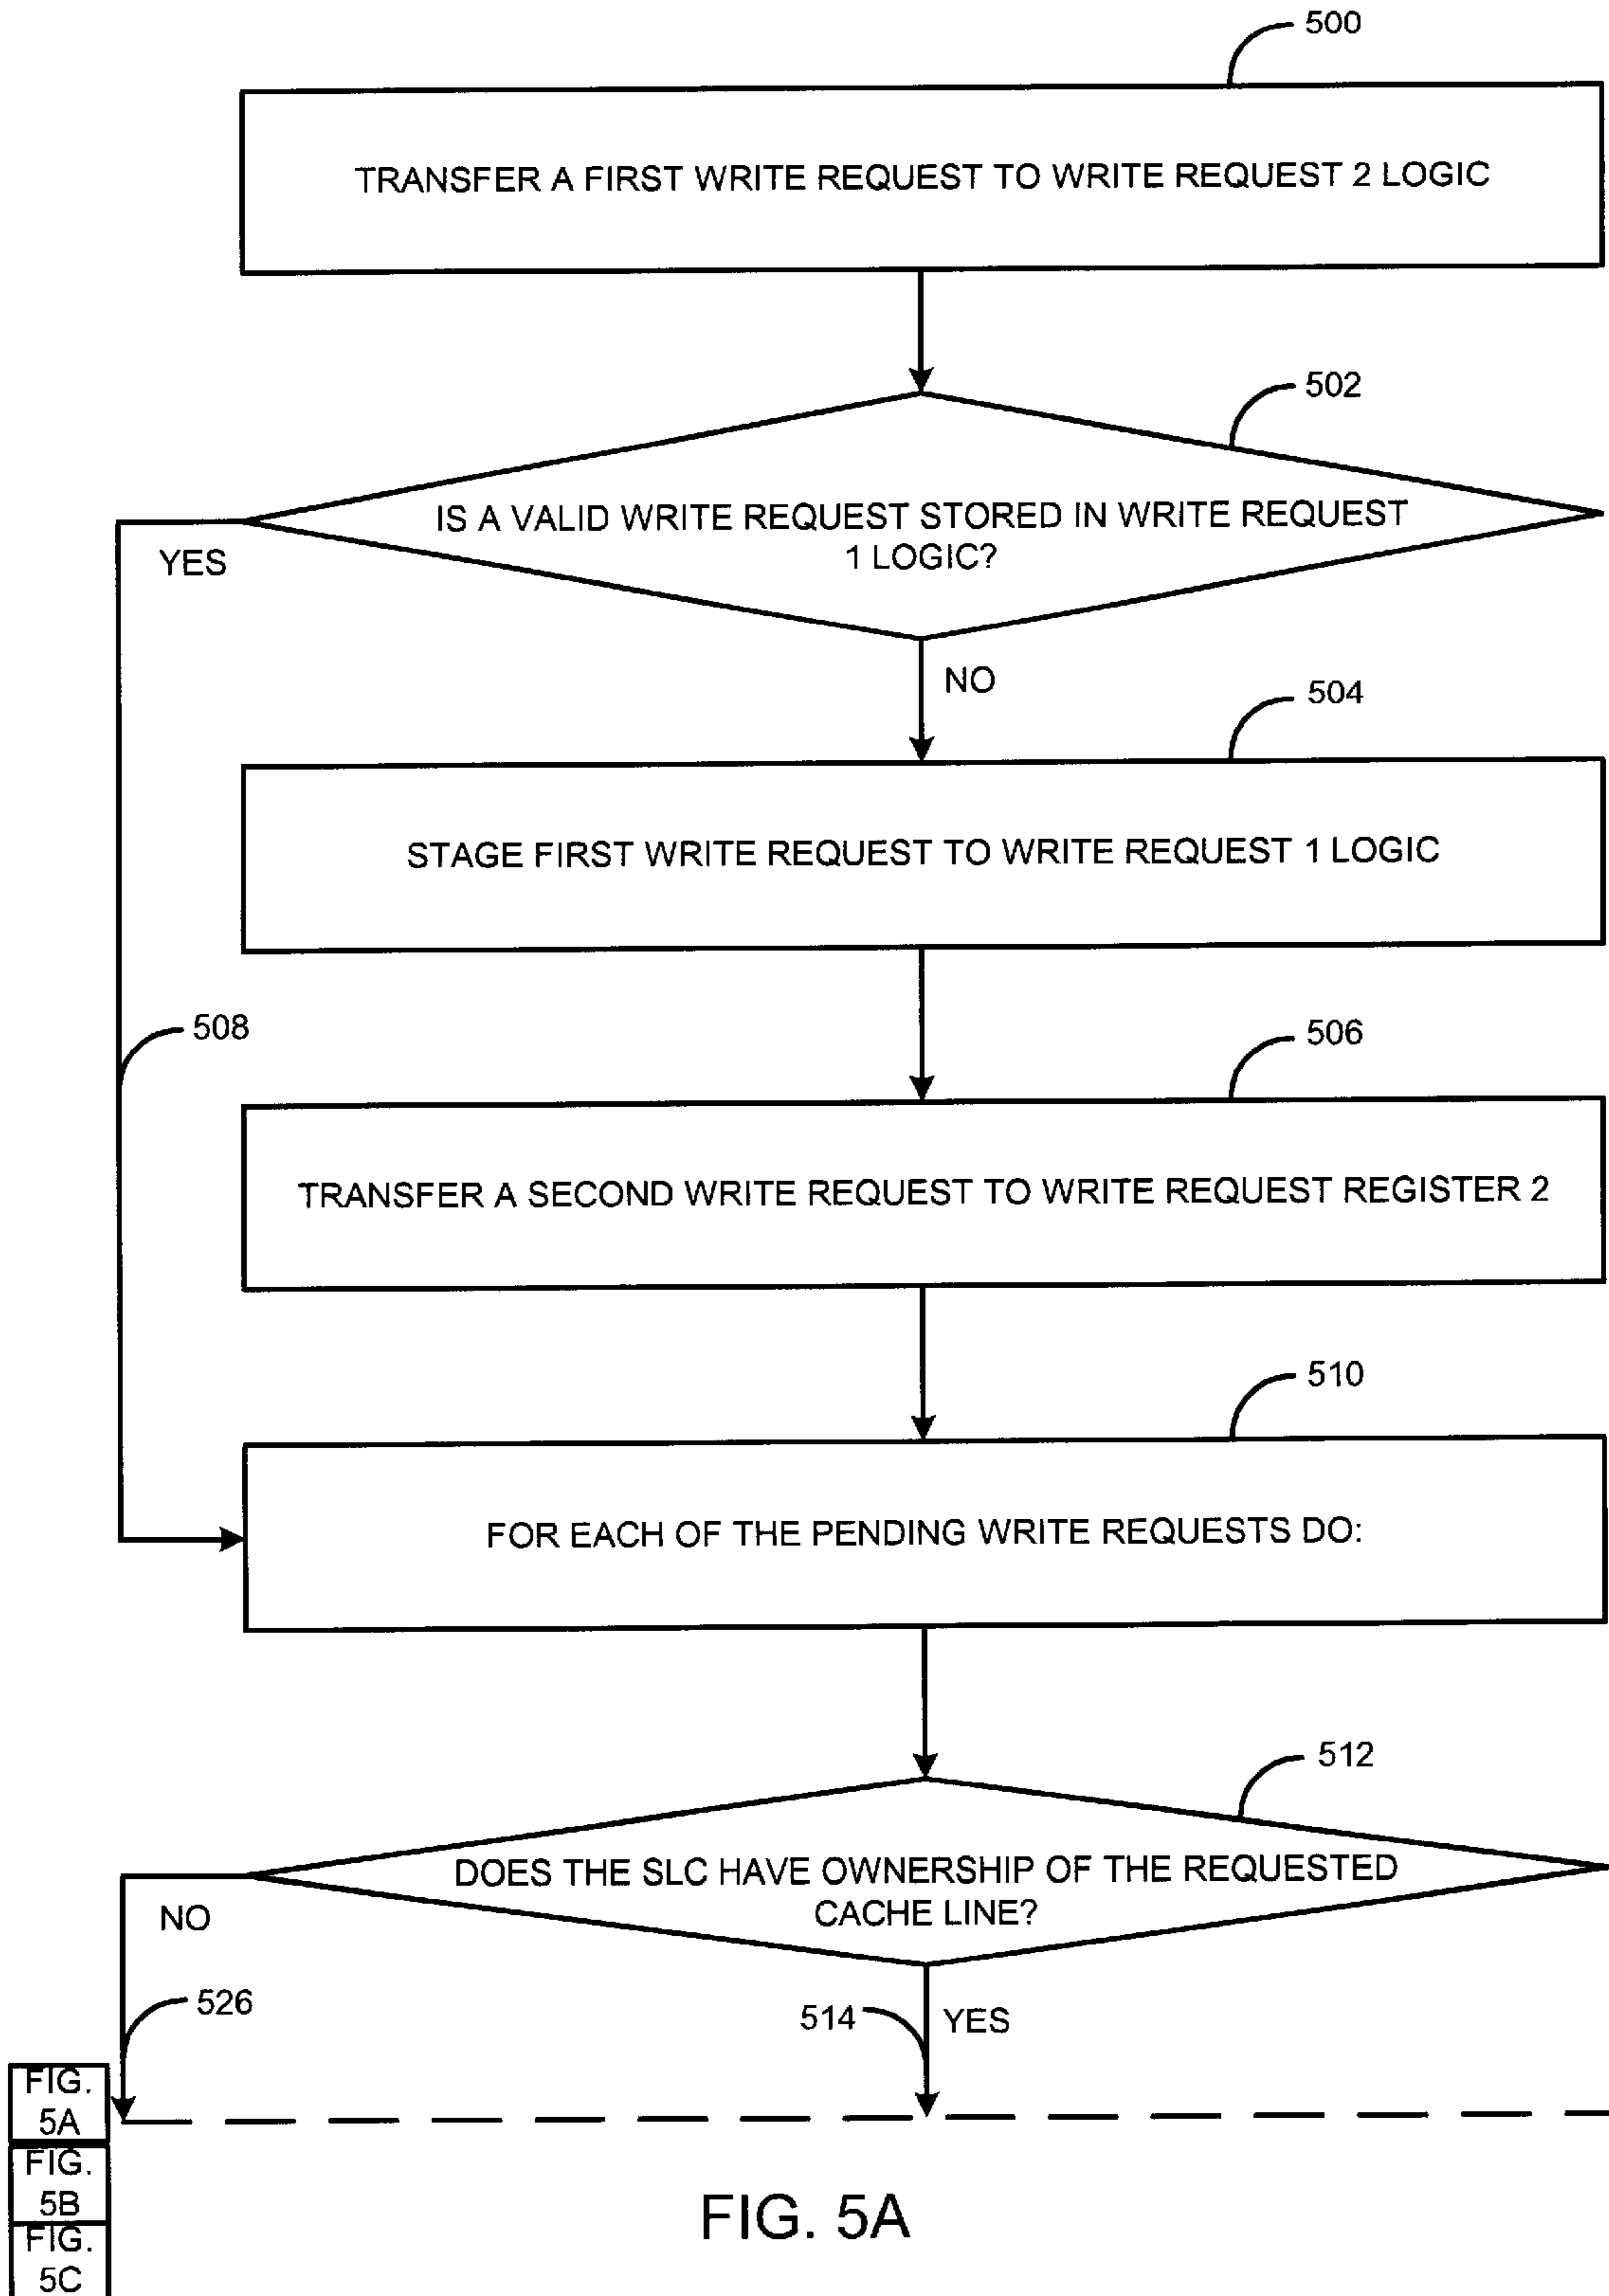 500
TRANSFER A FIRST WRITE REQUEST TO WRITE REQUEST 2 LOGIC
502
IS A VALID WRITE REQUEST STORED IN WRITE REQUEST
1 LOGIC?
YES
NO
504
STAGE FIRST WRITE REQUEST TO WRITE REQUEST 1 LOGIC
508
506
TRANSFER A SECOND WRITE REQUEST TO WRITE REQUEST REGISTER 2
510
FOR EACH OF THE PENDING WRITE REQUESTS DO:
512
DOES THE SLC HAVE OWNERSHIP OF THE REQUESTED
CACHE LINE?
NO
526
514
YES
FIG.
5A
FIG.
5B
FIG.
5C
FIG. 5A